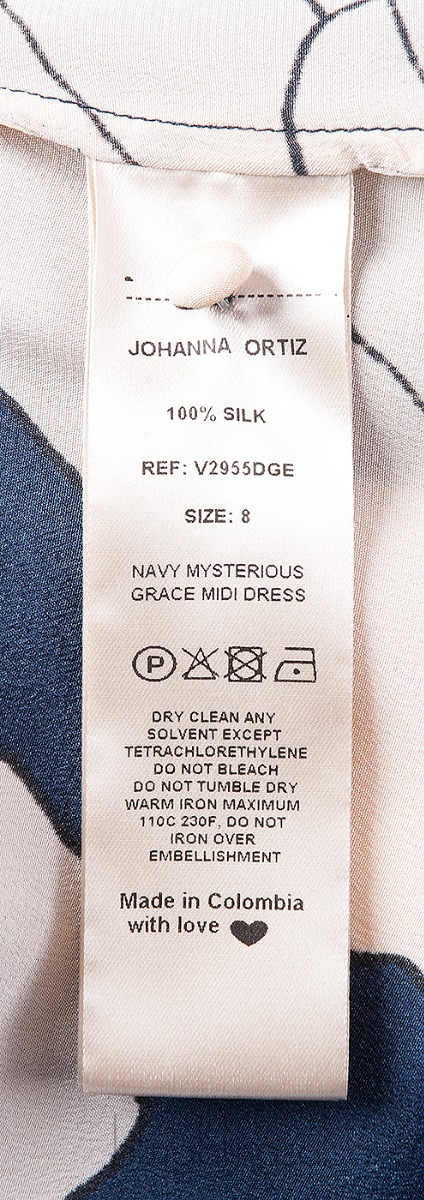 JOHANNA ORTIZ
100% SILK
REF: V2955DGE
SIZE: 8
NAVY MYSTERIOUS
GRACE MIDI DRESS
P
DRY CLEAN ANY
SOLVENT EXCEPT
TETRACHLORETHYLENE
DO NOT BLEACH
DO NOT TUMBLE DRY
WARM IRON MAXIMUM
110C 230F, DO NOT
IRON OVER
EMBELLISHMENT
Made in Colombia
with love